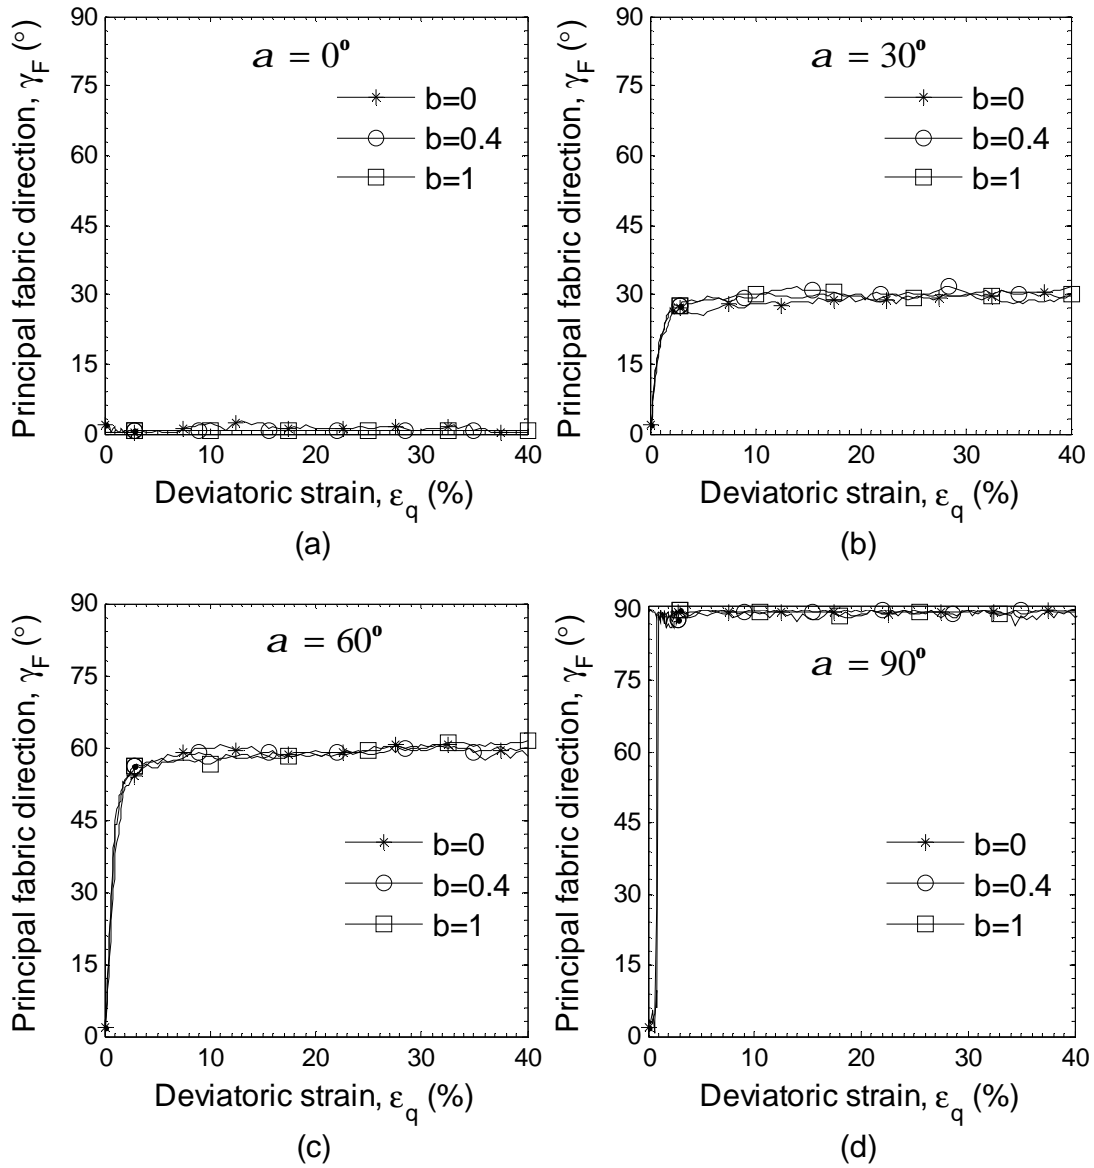 Principal fabric direction, γF (°)
90
75
60
45
30
15
0
a = 0°
b=0
b=0.4
b=1
0 10 20 30 40
Deviatoric strain, εq (%)
(a)
Principal fabric direction, γF (°)
90
75
60
45
30
15
0
a = 30°
b=0
b=0.4
b=1
0 10 20 30 40
Deviatoric strain, εq (%)
(b)
Principal fabric direction, γF (°)
90
75
60
45
30
15
0
a = 60°
b=0
b=0.4
b=1
0 10 20 30 40
Deviatoric strain, εq (%)
(c)
Principal fabric direction, γF (°)
90
75
60
45
30
15
0
a = 90°
b=0
b=0.4
b=1
0 10 20 30 40
Deviatoric strain, εq (%)
(d)